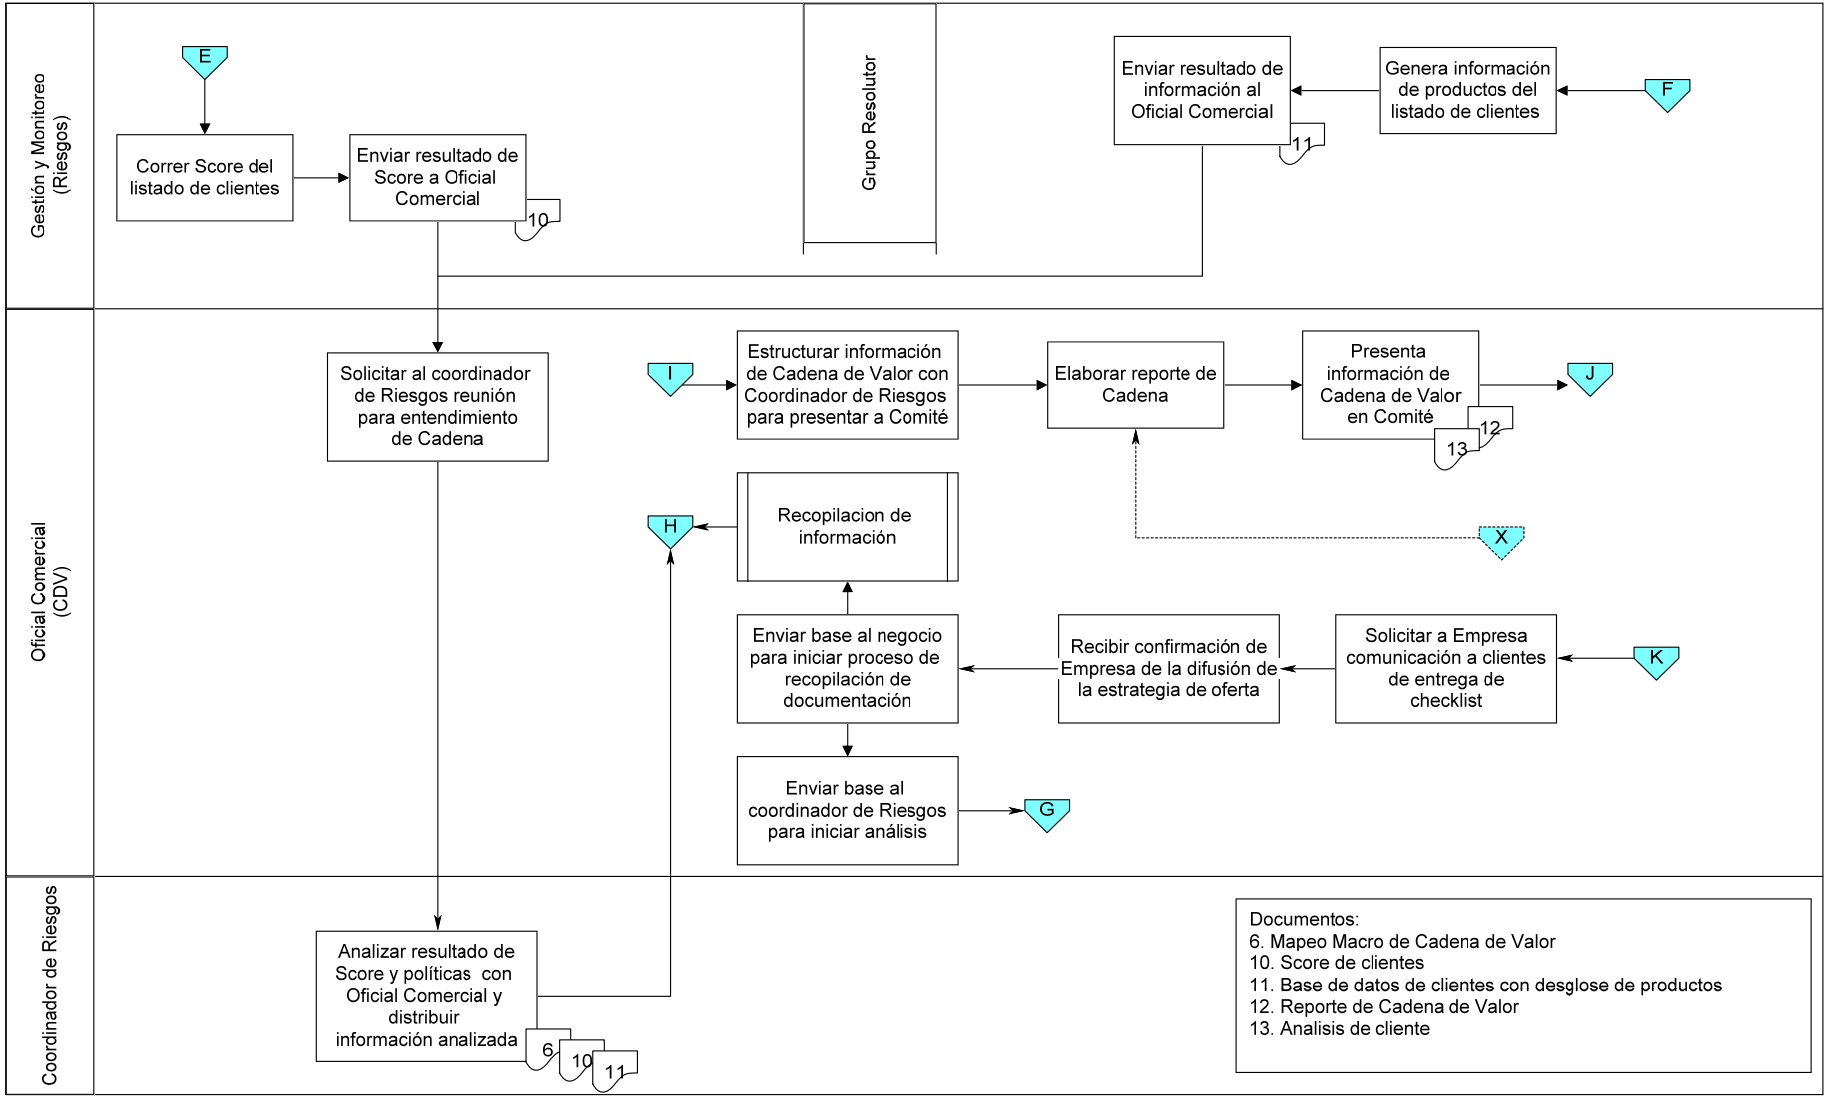 Gestión y Monitoreo
(Riesgos)
E
Correr Score del
listado de clientes
Enviar resultado de
Score a Oficial
Comercial
10
Grupo Resolutor
Enviar resultado de
información al
Oficial Comercial
11
Genera información
de productos del
listado de clientes
F
Oficial Comercial
(CDV)
Solicitar al coordinador
de Riesgos reunión
para entendimiento
de Cadena
I
Estructurar información
de Cadena de Valor con
Coordinador de Riesgos
para presentar a Comité
Elaborar reporte de
Cadena
Presenta
información de
Cadena de Valor
en Comité
12
13
J
H
Recopilacion de
información
X
Enviar base al negocio
para iniciar proceso de
recopilación de
documentación
Recibir confirmación de
Empresa de la difusión de
la estrategia de oferta
Solicitar a Empresa
comunicación a clientes
de entrega de
checklist
K
Enviar base al
coordinador de Riesgos
para iniciar análisis
G
Coordinador de Riesgos
Analizar resultado de
Score y políticas con
Oficial Comercial y
distribuir
información analizada
6
10
11
Documentos:
6. Mapeo Macro de Cadena de Valor
10. Score de clientes
11. Base de datos de clientes con desglose de productos
12. Reporte de Cadena de Valor
13. Analisis de cliente